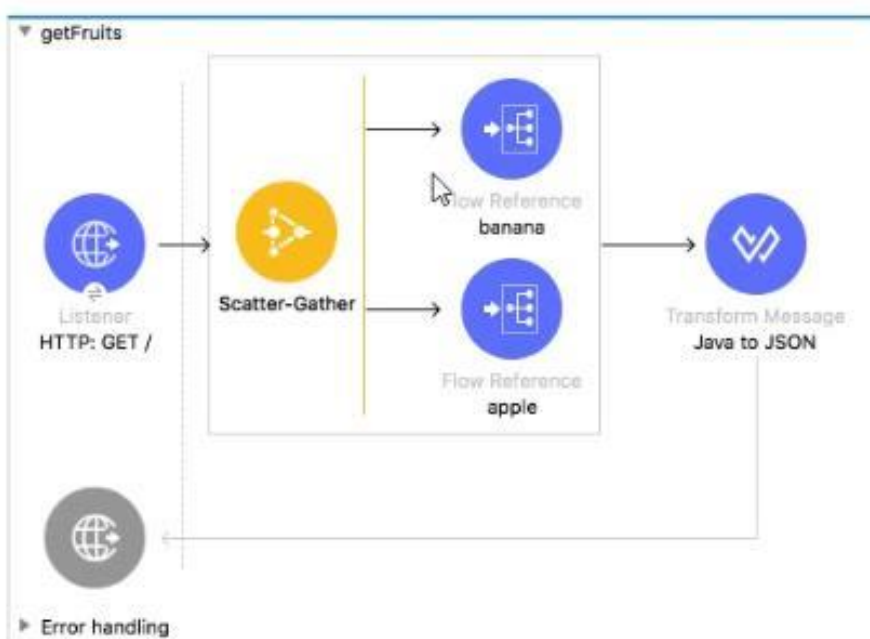 getFruits
Flow Reference
banana
Scatter-Gather
Listener
HTTP: GET /
Transform Message
Java to JSON
Flow Reference
apple
Error handling